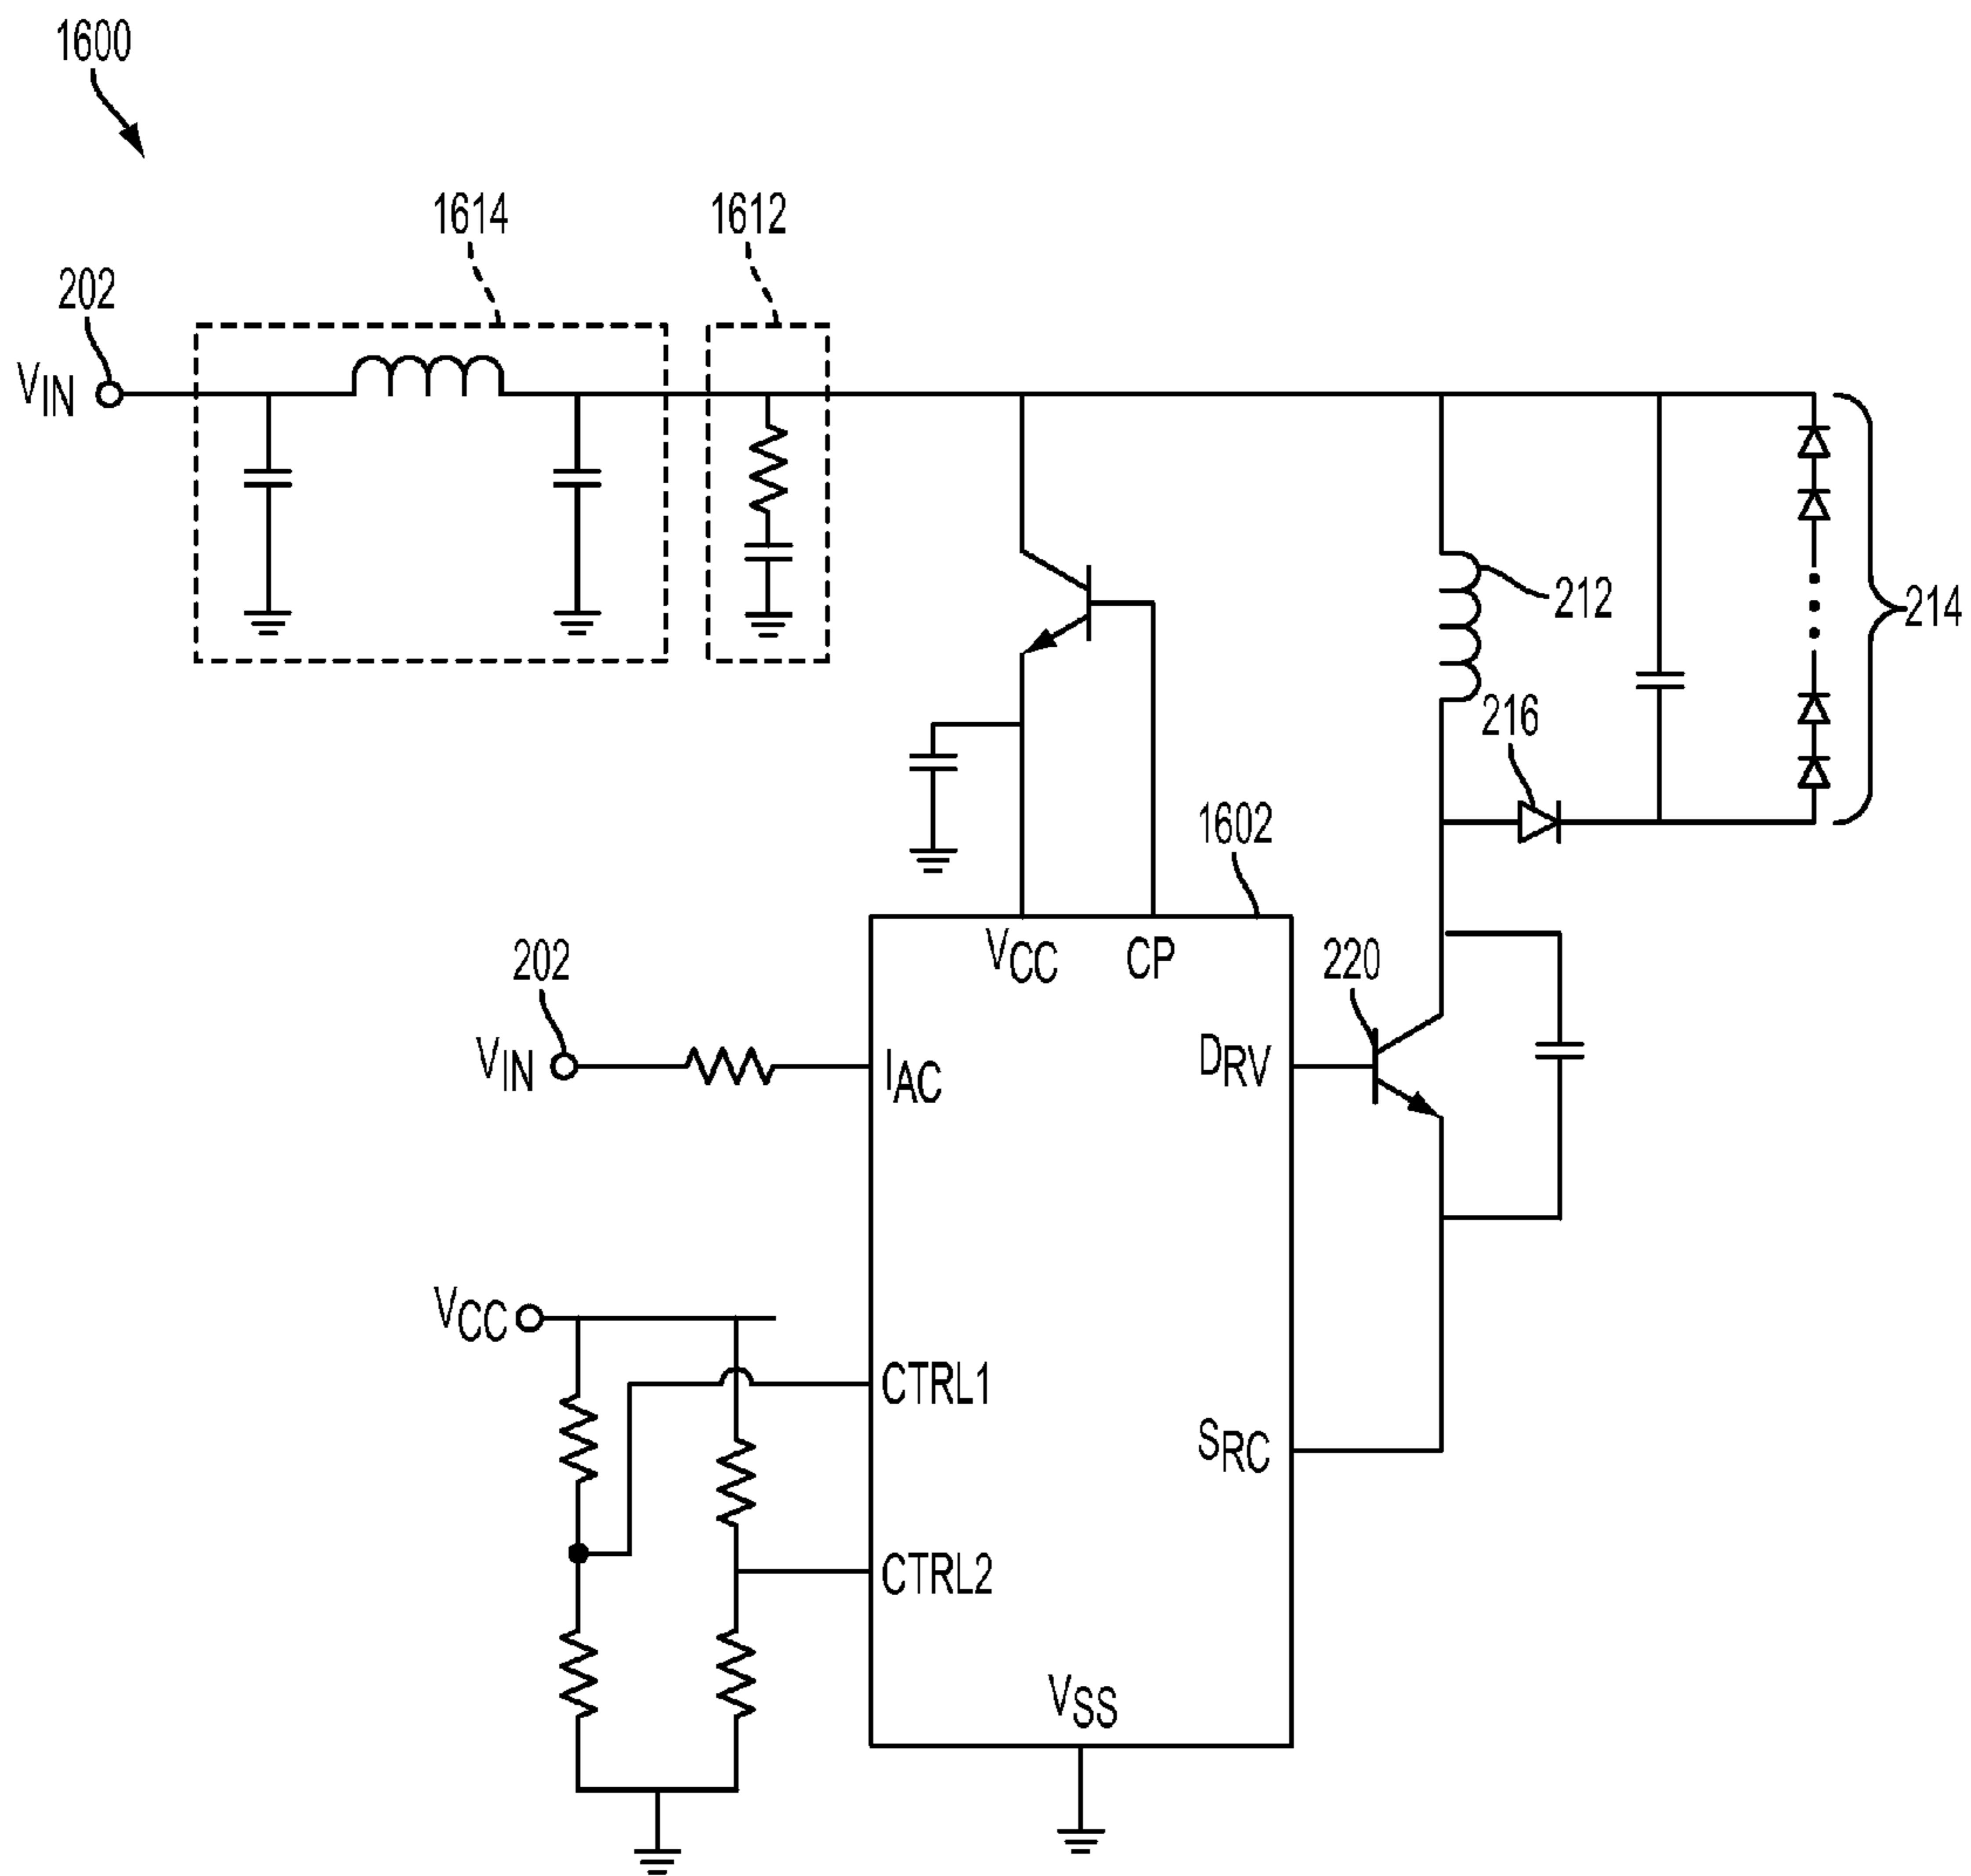 1600
1614
1612
202
VIN
212
214
216
1602
VCC
CP
202
220
VIN
IAC
DRV
VCC
CTRL1
SRC
CTRL2
VSS